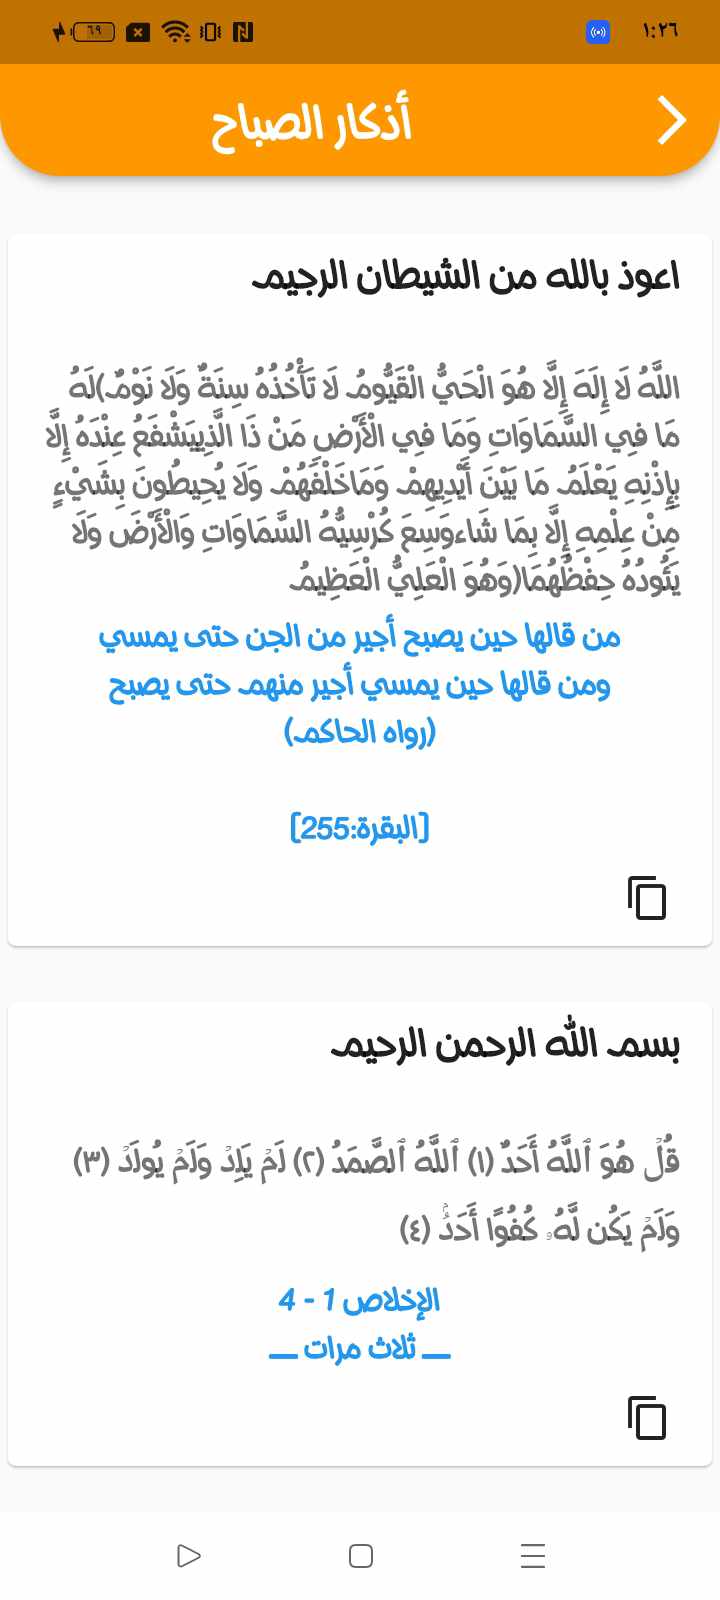 ٦٩
١:٢٦
أذكار الصباح
اعوذ بالله من الشيطان الرجيم
اللَّهُ لَا إِلَهَ إِلَّا هُوَ الْحَيُّ الْقَيُّومُ لَا تَأْخُذُهُ سِنَةٌ وَلَا نَوْمٌ)لَهُ
مَا فِي السَّمَاوَاتِ وَمَا فِي الْأَرْضِ مَنْ ذَا الَّذِييَشْفَعُ عِنْدَهُ إِلَّا
بِإِذْنِهِ يَعْلَمُ مَا بَيْنَ أَيْدِيهِمْ وَمَاخَلْفَهُمْ وَلَا يُحِيطُونَ بِشَيْءٍ
مِنْ عِلْمِهِ إِلَّا بِمَا شَاءوَسِعَ كُرْسِيُّهُ السَّمَاوَاتِ وَالْأَرْضَ وَلَا
يَئُودُهُ حِفْظُهُمَا(وَهُوَ الْعَلِيُّ الْعَظِيمُ
من قالها حين يصبح أجير من الجن حتى يمسي
ومن قالها حين يمسي أجير منهم حتى يصبح
(رواه الحاكم)
[البقرة:255]
بسم الله الرحمن الرحيم
قُلۡ هُوَ ٱللَّهُ أَحَدٌ (١) ٱللَّهُ ٱلصَّمَدُ (٢) لَمۡ يَلِدۡ وَلَمۡ يُولَدۡ (٣)
وَلَمۡ يَكُن لَّهُۥ كُفُوًا أَحَدُۢ (٤)
الإخلاص 1 - 4
__ ثلاث مرات __